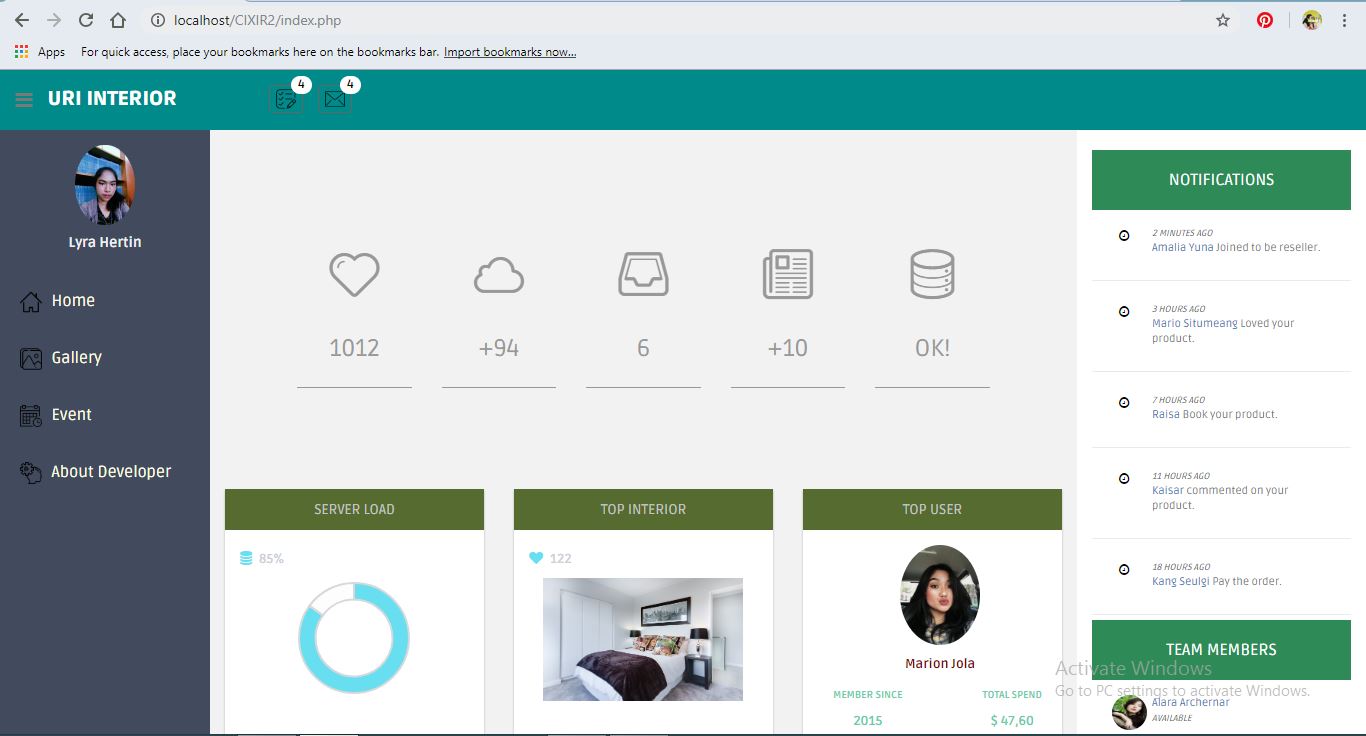 localhost/CIXIR2/index.php
Apps For quick access, place your bookmarks here on the bookmarks bar. Import bookmarks now...
URI INTERIOR
4
4
Lyra Hertin
Home
Gallery
Event
About Developer
1012
+94
6
+10
OK!
SERVER LOAD
85%
TOP INTERIOR
122
TOP USER
Marion Jola
MEMBER SINCE
2015
TOTAL SPEND
$ 47,60
NOTIFICATIONS
2 MINUTES AGO
Amalia Yuna Joined to be reseller.
3 HOURS AGO
Mario Situmeang Loved your
product.
7 HOURS AGO
Raisa Book your product.
11 HOURS AGO
Kaisar commented on your
product.
18 HOURS AGO
Kang Seulgi Pay the order.
TEAM MEMBERS
Alara Archernar
AVAILABLE
Activate Windows
Go to PC settings to activate Windows.